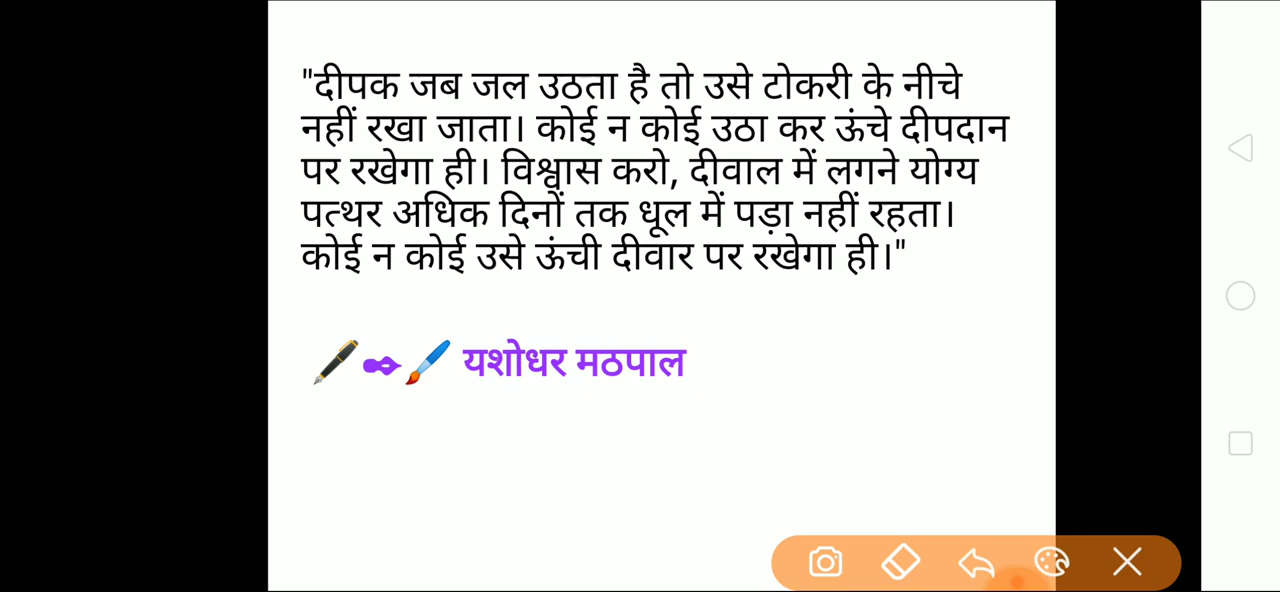 "दीपक जब जल उठता है तो उसे टोकरी के नीचे
नहीं रखा जाता। कोई न कोई उठा कर ऊंचे दीपदान
पर रखेगा ही। विश्वास करो, दीवाल में लगने योग्य
पत्थर अधिक दिनों तक धूल में पड़ा नहीं रहता।
कोई न कोई उसे ऊंची दीवार पर रखेगा ही।"
🖋️✒️🖌️ यशोधर मठपाल